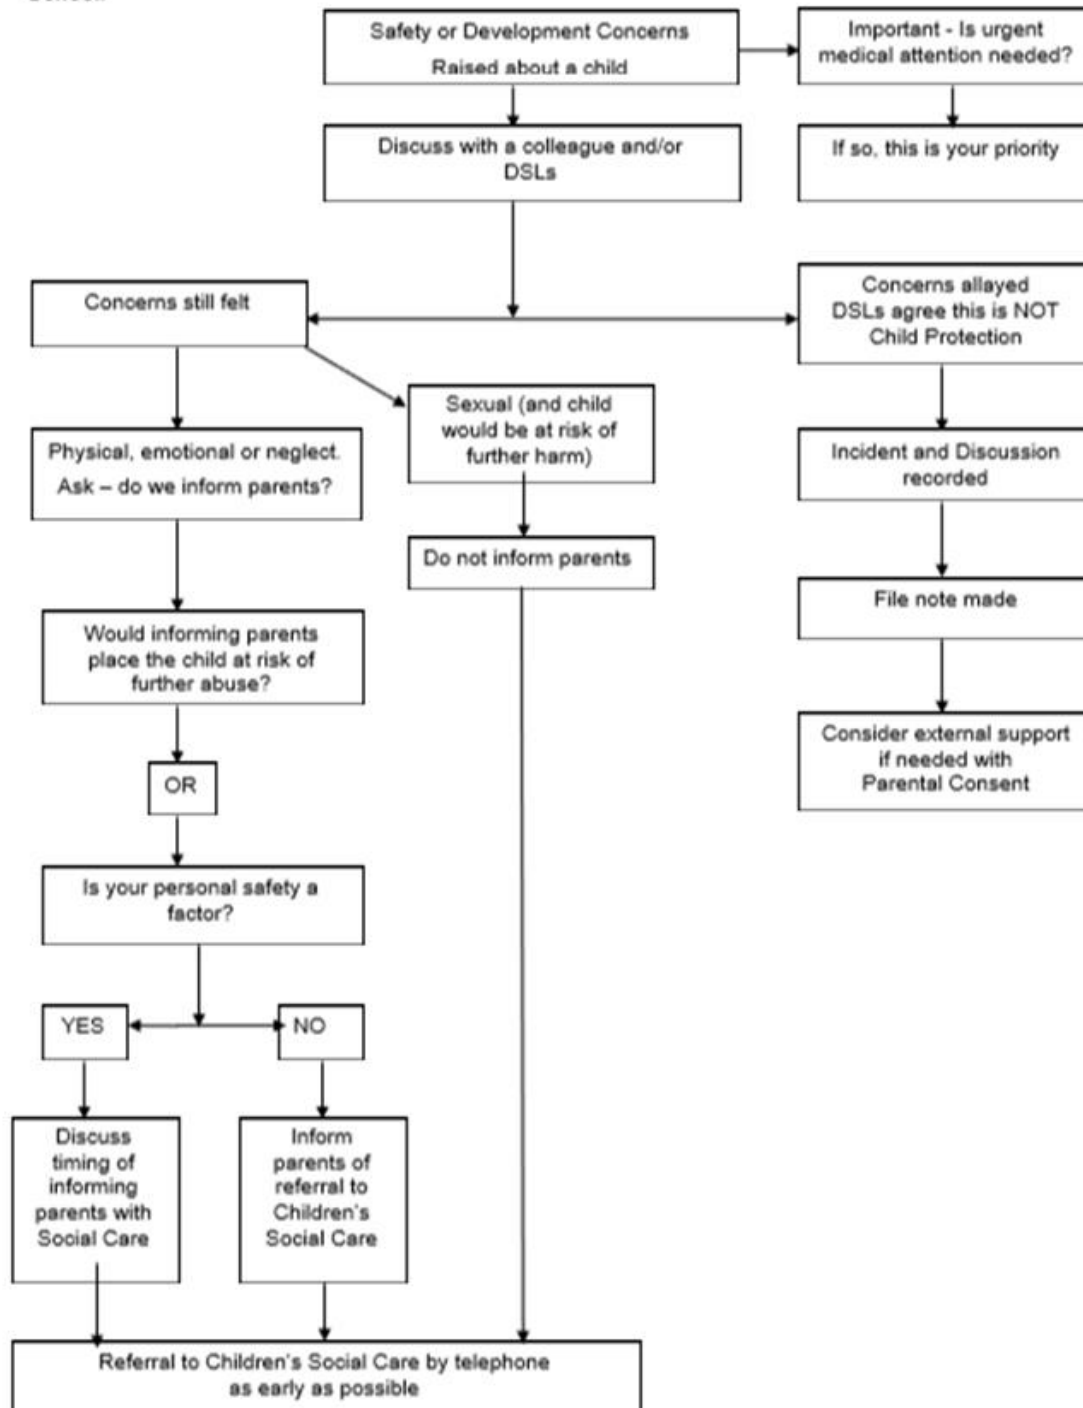 Safety or Development Concerns
Raised about a child
Important - Is urgent
medical attention needed?
Discuss with a colleague and/or
DSLs
If so, this is your priority
Concerns still felt
Concerns allayed
DSLs agree this is NOT
Child Protection
Sexual (and child
would be at risk of
further harm)
Physical, emotional or neglect.
Ask – do we inform parents?
Incident and Discussion
recorded
Do not inform parents
File note made
Would informing parents
place the child at risk of
further abuse?
Consider external support
if needed with
Parental Consent
OR
Is your personal safety a
factor?
YES
NO
Discuss
timing of
informing
parents with
Social Care
Inform
parents of
referral to
Children's
Social Care
Referral to Children's Social Care by telephone
as early as possible